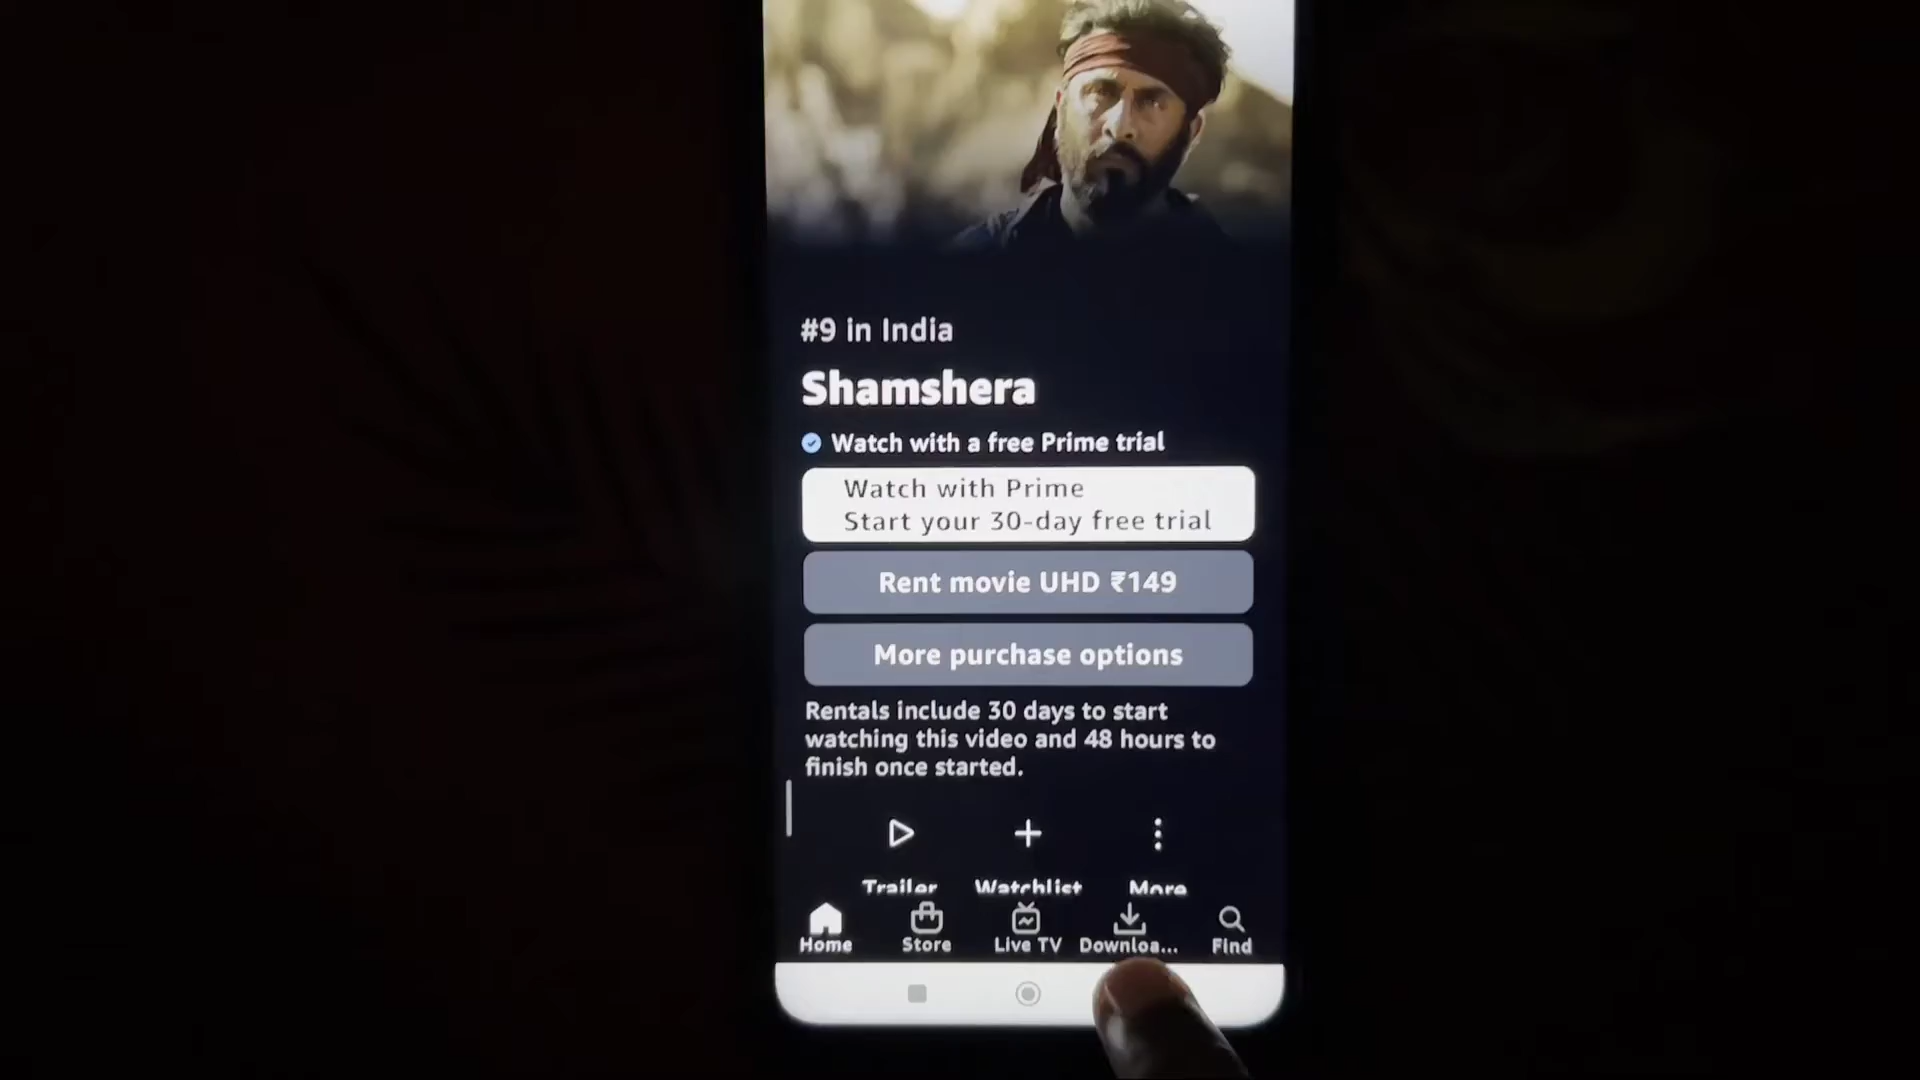 #9 in India
Shamshera
Watch with a free Prime trial
Watch with Prime
Start your 30-day free trial
Rent movie UHD ₹149
More purchase options
Rentals include 30 days to start
watching this video and 48 hours to
finish once started.
Trailer Watchlist More
Home Store Live TV Downloa... Find